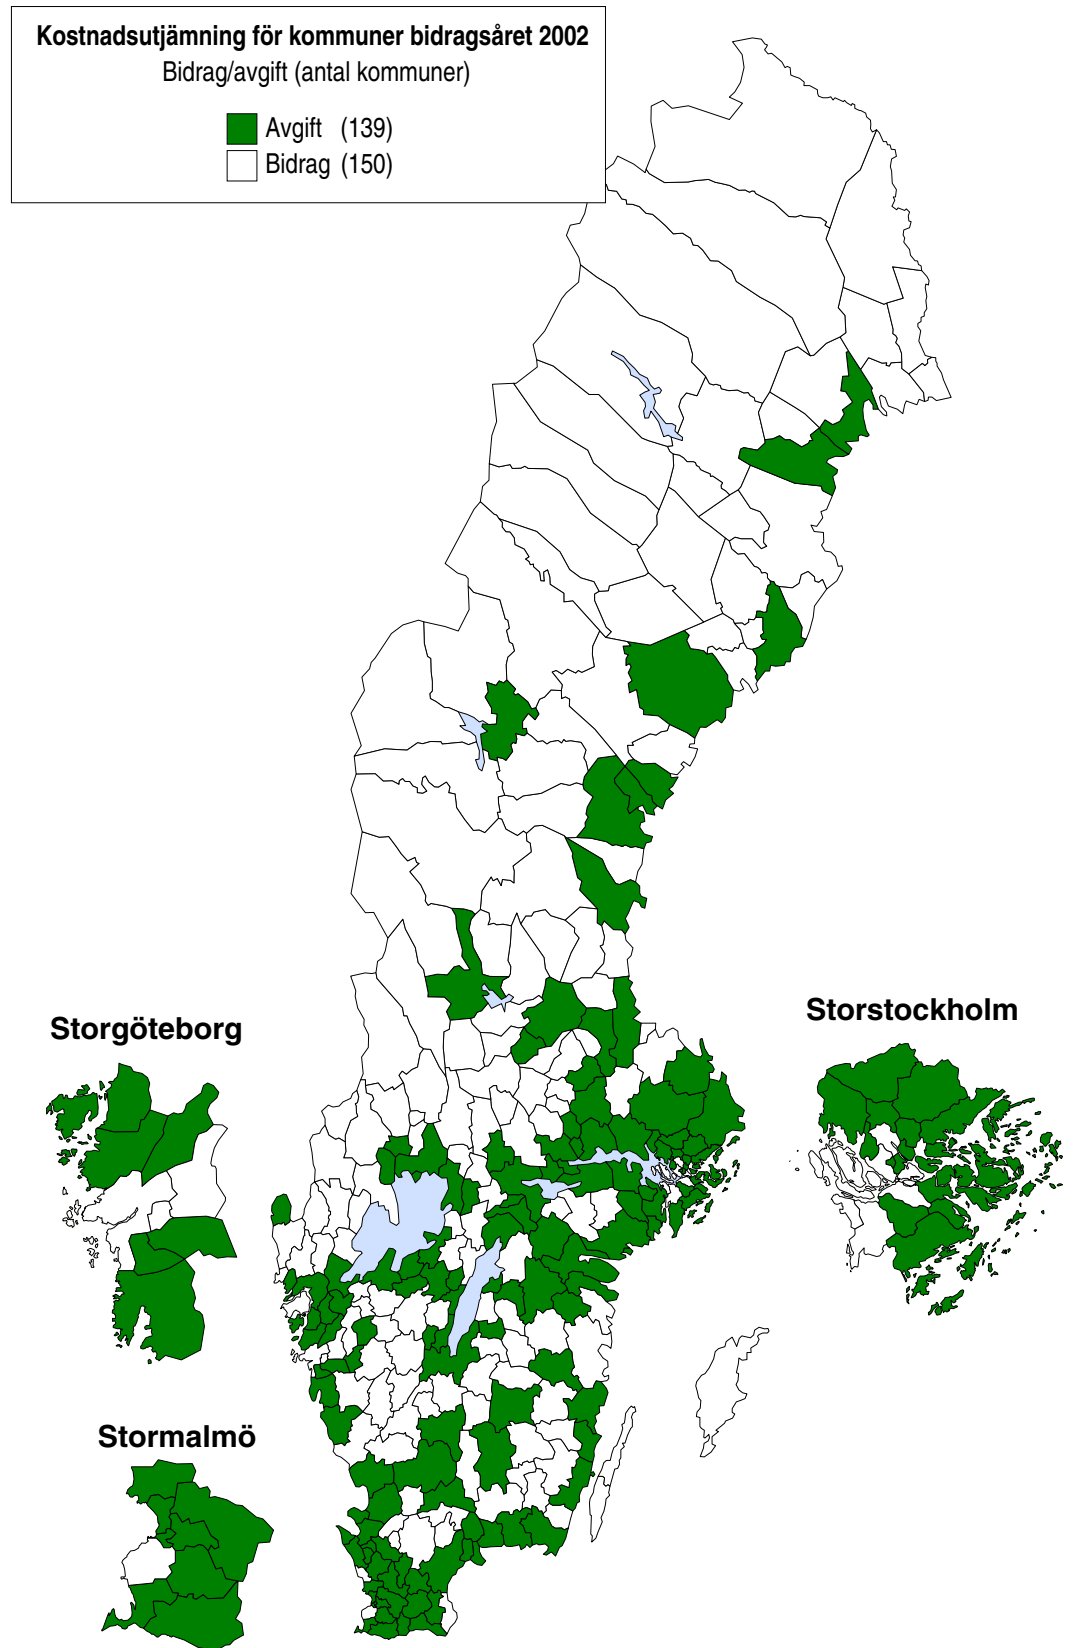 Kostnadsutjämning för kommuner bidragsåret 2002
Bidrag/avgift (antal kommuner)
Avgift (139)
Bidrag (150)
Storgöteborg
Storstockholm
Stormalmö